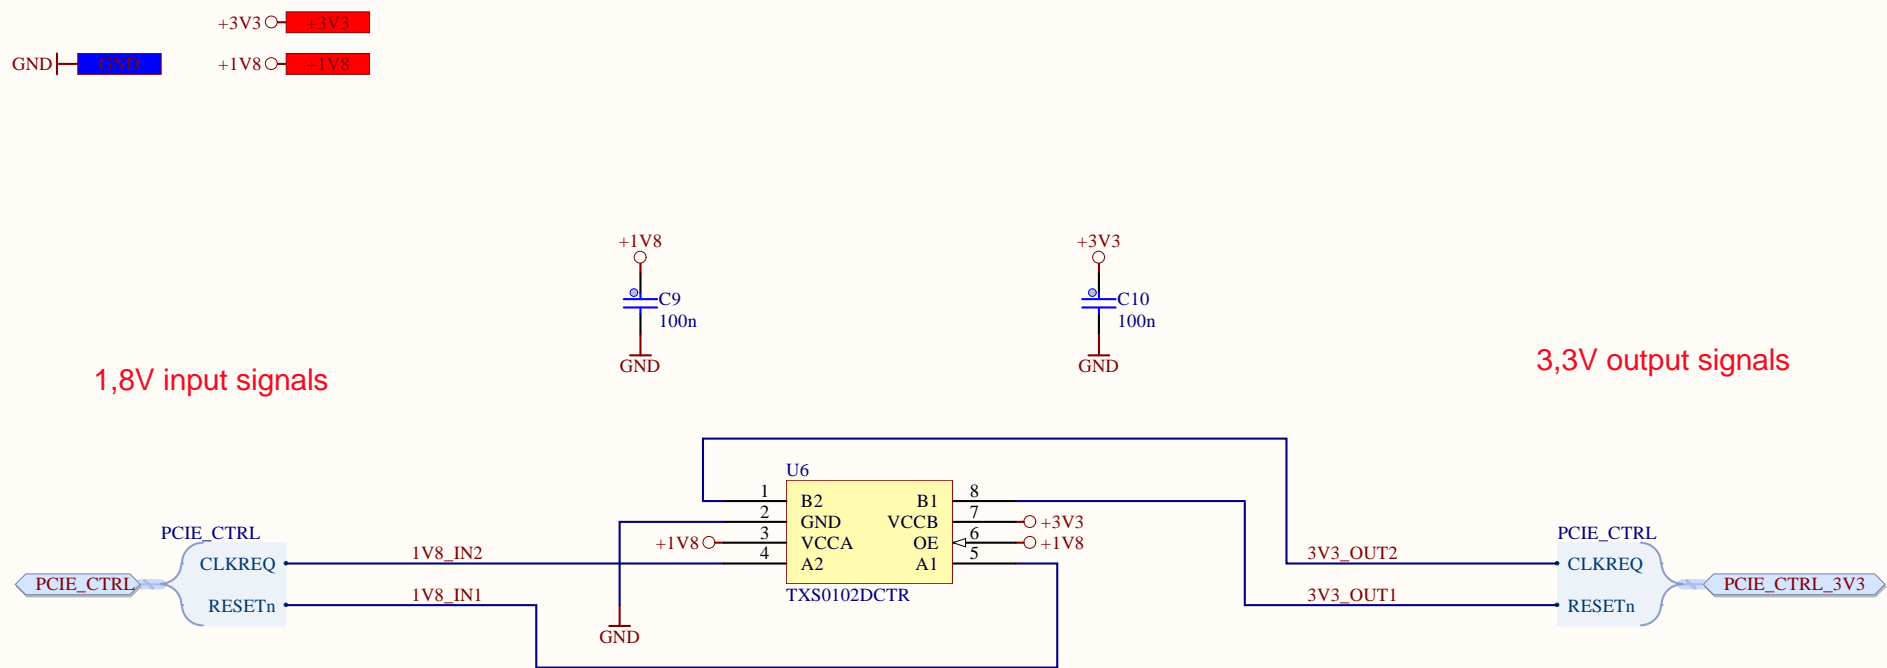 +3V3 +3V3
GND GND +1V8 +1V8
+1V8 +3V3
C9 C10
100n 100n
GND GND
1,8V input signals 3,3V output signals
U6
1 B2 B1 8
2 GND VCCB 7 +3V3
+1V8 3 VCCA OE 6 +1V8
4 A2 A1 5
TXS0102DCTR
PCIE_CTRL PCIE_CTRL
CLKREQ 1V8_IN2 3V3_OUT2 CLKREQ
PCIE_CTRL PCIE_CTRL_3V3
RESETn 1V8_IN1 3V3_OUT1 RESETn
GND